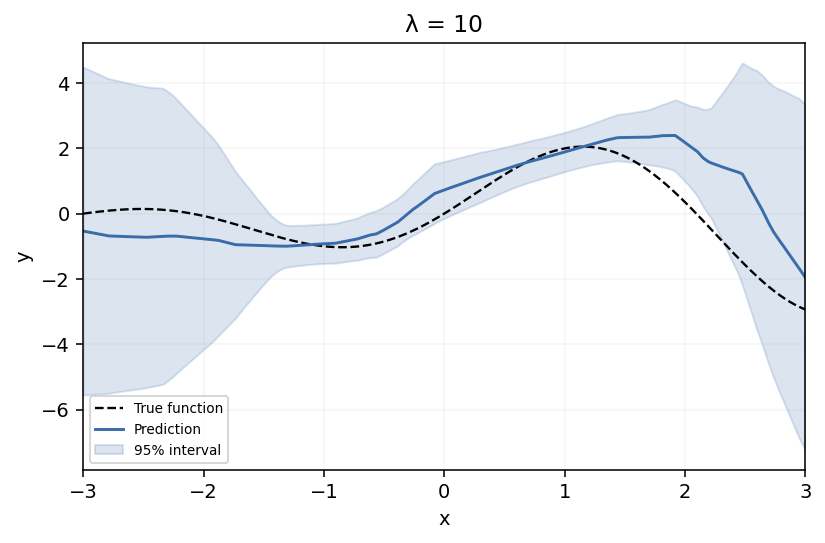 λ = 10
y
4
2
0
−2
−4
−6
True function
Prediction
95% interval
−3 −2 −1 0 1 2 3
x